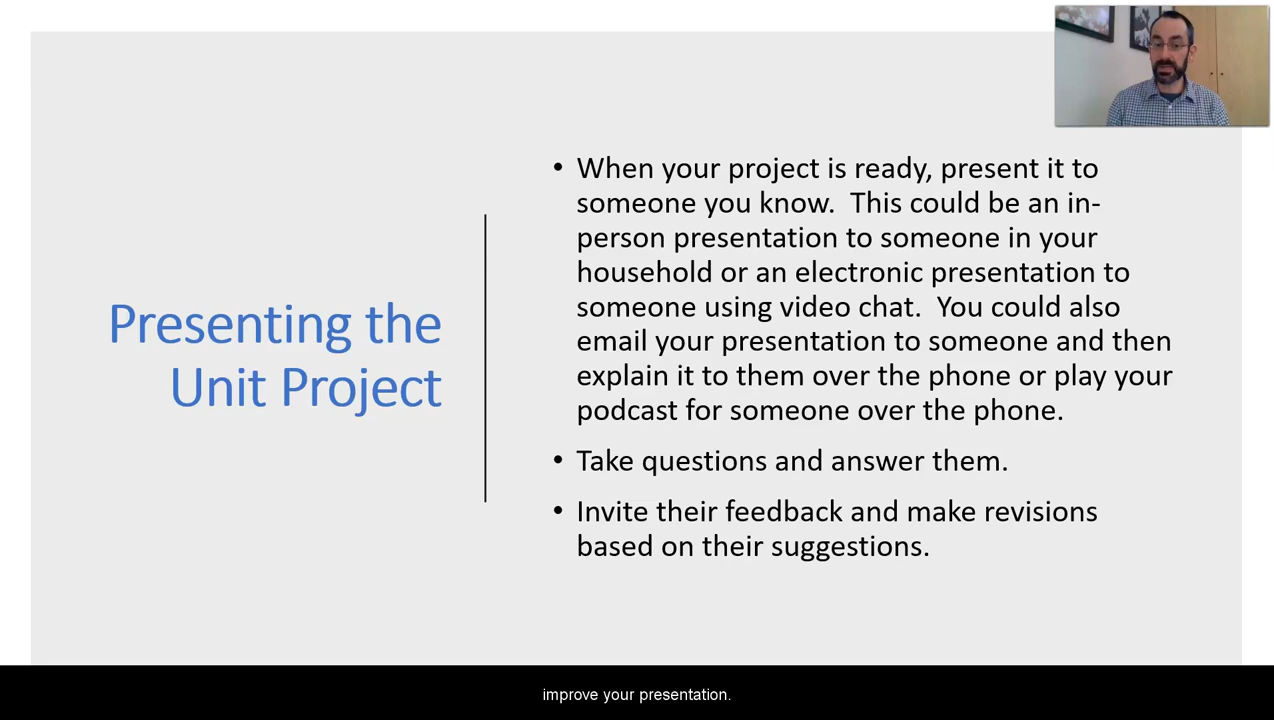 Presenting the
Unit Project
• When your project is ready, present it to
someone you know.  This could be an in-
person presentation to someone in your
household or an electronic presentation to
someone using video chat.  You could also
email your presentation to someone and then
explain it to them over the phone or play your
podcast for someone over the phone.
• Take questions and answer them.
• Invite their feedback and make revisions
based on their suggestions.
improve your presentation.